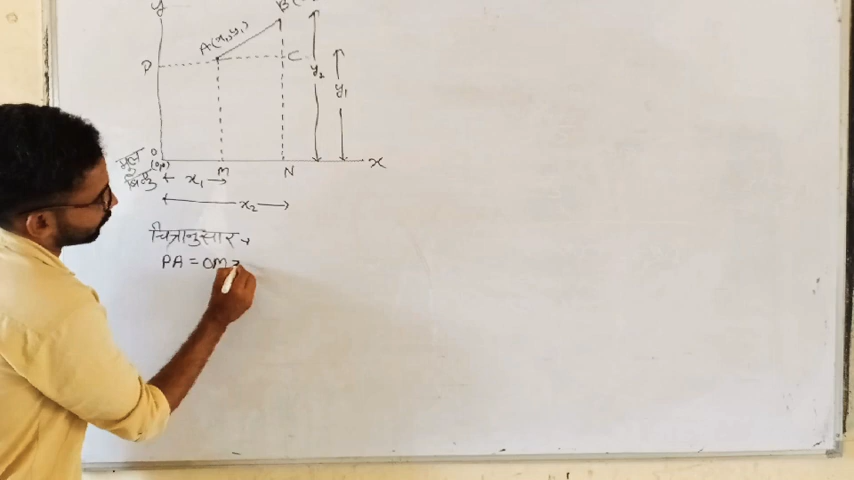 y
B(x
A(x₁,y₁)
P
C
y₂
y₁
O
(0,0)
मूल
बिन्दु
M
N
x
x₁
x₂
चित्रानुसार,
PA = OM =